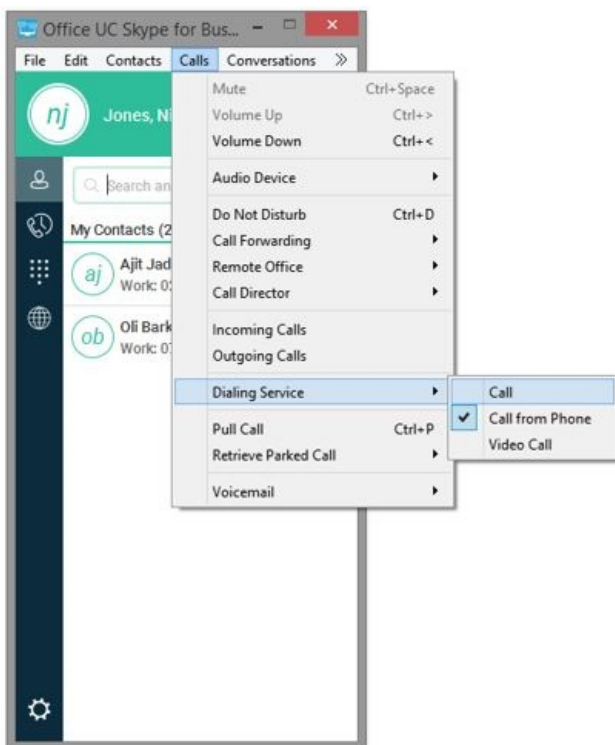 Office UC Skype for Bus...
File Edit Contacts Calls Conversations »
nj Jones, Ni
Search an
My Contacts (2
aj Ajit Jad
Work: 0
ob Oli Bark
Work: 0
Mute Ctrl+Space
Volume Up Ctrl+>
Volume Down Ctrl+<
Audio Device
Do Not Disturb Ctrl+D
Call Forwarding
Remote Office
Call Director
Incoming Calls
Outgoing Calls
Dialing Service
Pull Call Ctrl+P
Retrieve Parked Call
Voicemail
Call
Call from Phone
Video Call